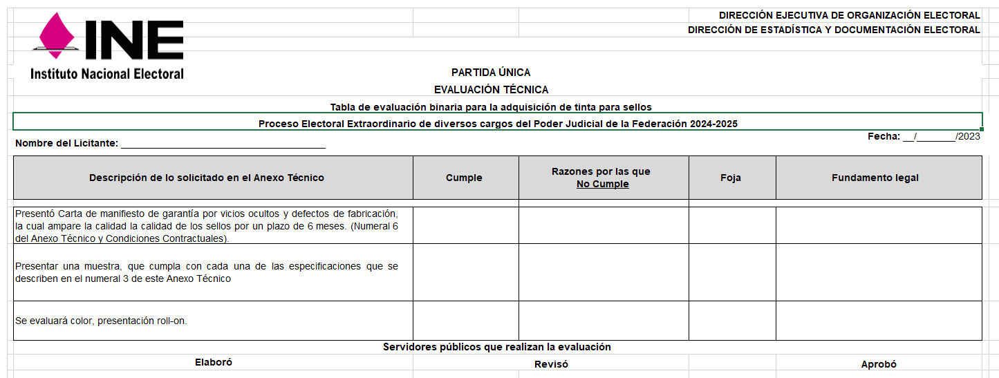 DIRECCIÓN EJECUTIVA DE ORGANIZACIÓN ELECTORAL
DIRECCIÓN DE ESTADÍSTICA Y DOCUMENTACIÓN ELECTORAL
INE
Instituto Nacional Electoral
PARTIDA ÚNICA
EVALUACIÓN TÉCNICA
Tabla de evaluación binaria para la adquisición de tinta para sellos
Proceso Electoral Extraordinario de diversos cargos del Poder Judicial de la Federación 2024-2025
Fecha: __/_______/2023
Nombre del Licitante: ______________________________________
Descripción de lo solicitado en el Anexo Técnico
Cumple
Razones por las que
No Cumple
Foja
Fundamento legal
Presentó Carta de manifiesto de garantía por vicios ocultos y defectos de fabricación,
la cual ampare la calidad la calidad de los sellos por un plazo de 6 meses. (Numeral 6
del Anexo Técnico y Condiciones Contractuales).
Presentar una muestra, que cumpla con cada una de las especificaciones que se
describen en el numeral 3 de este Anexo Técnico
Se evaluará color, presentación roll-on.
Servidores públicos que realizan la evaluación
Elaboró
Revisó
Aprobó